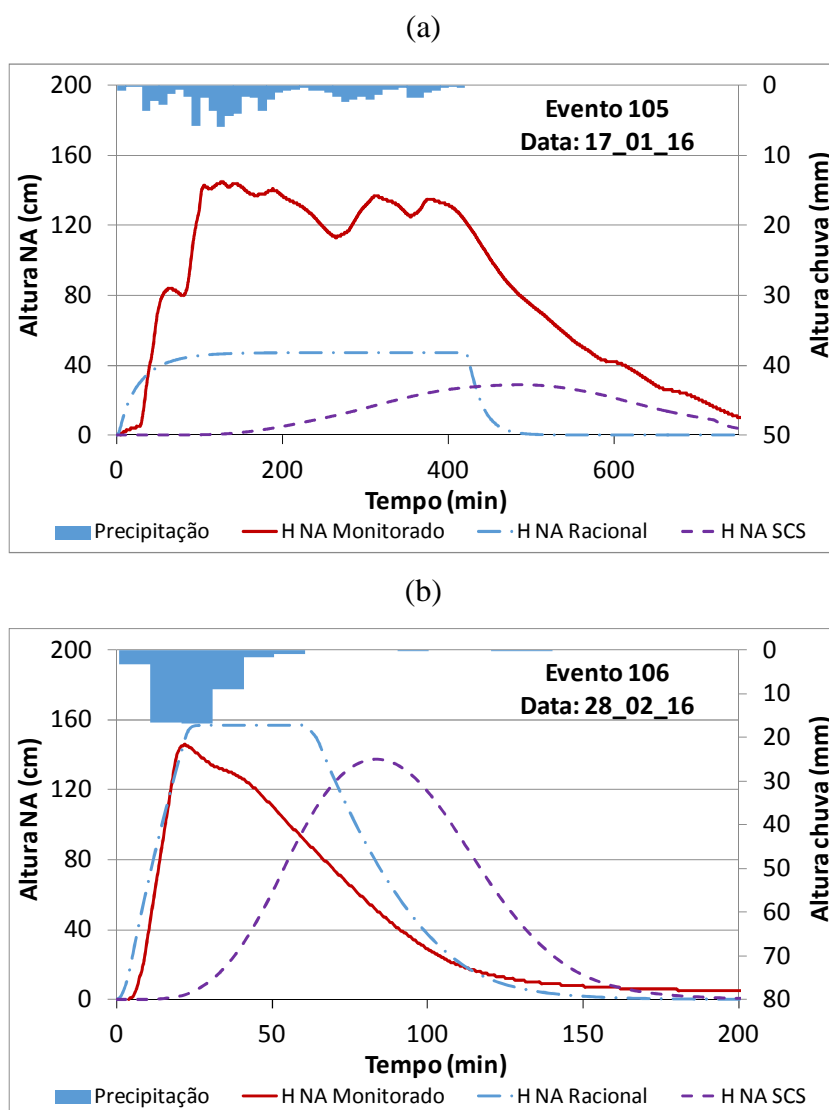 (a)
Evento 105
Data: 17_01_16
Altura NA (cm)
200
160
120
80
40
0
Altura chuva (mm)
0
10
20
30
40
50
0 200 400 600
Tempo (min)
Precipitação H NA Monitorado H NA Racional H NA SCS
(b)
Evento 106
Data: 28_02_16
Altura NA (cm)
200
160
120
80
40
0
Altura chuva (mm)
0
10
20
30
40
50
60
70
80
0 50 100 150 200
Tempo (min)
Precipitação H NA Monitorado H NA Racional H NA SCS